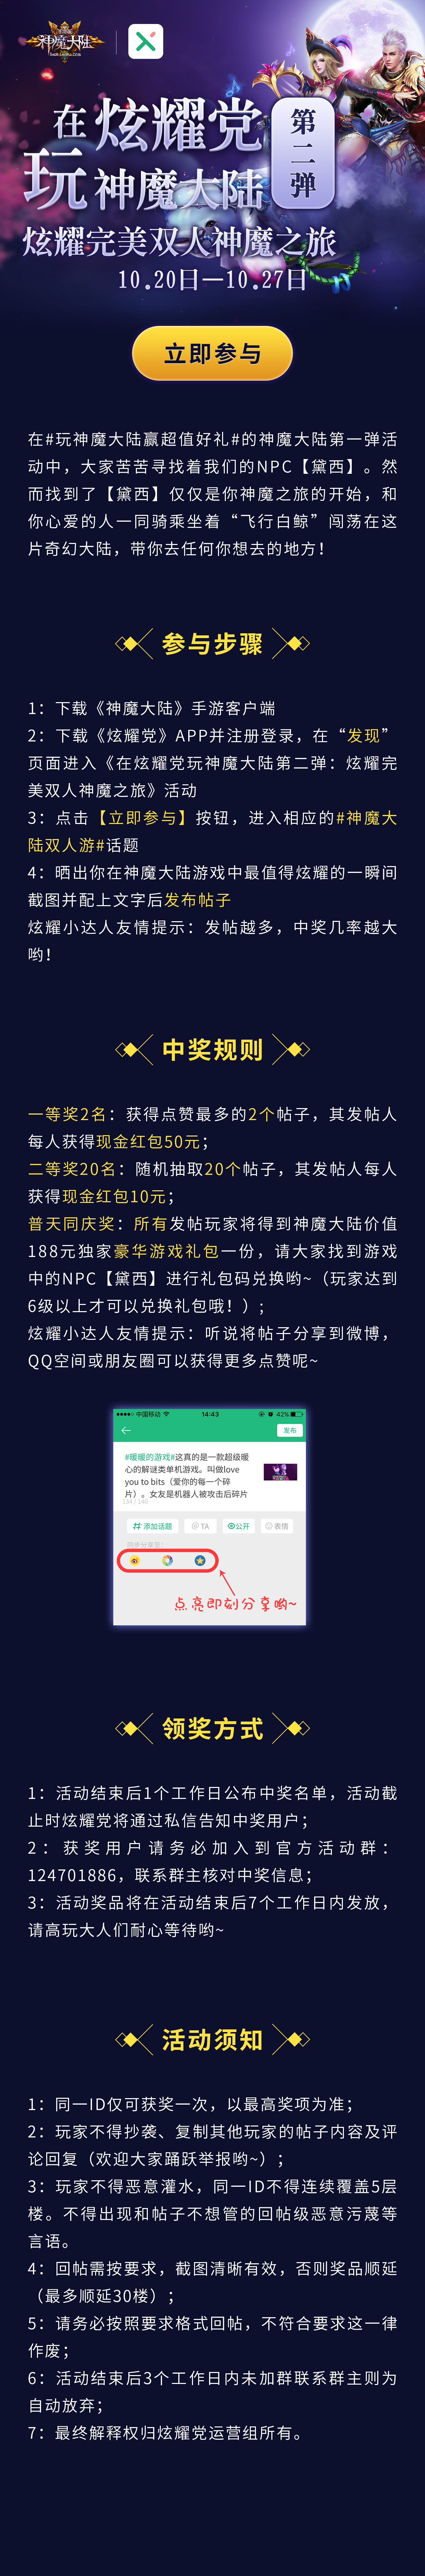 神魔大陆
在炫耀党
玩神魔大陆
第二弹
炫耀完美双人神魔之旅
10.20日—10.27日
立即参与
在#玩神魔大陆赢超值好礼#的神魔大陆第一弹活
动中，大家苦苦寻找着我们的NPC【黛西】。然
而找到了【黛西】仅仅是你神魔之旅的开始，和
你心爱的人一同骑乘坐着“飞行白鲸”闯荡在这
片奇幻大陆，带你去任何你想去的地方！
参与步骤
1：下载《神魔大陆》手游客户端
2：下载《炫耀党》APP并注册登录，在“发现”
页面进入《在炫耀党玩神魔大陆第二弹：炫耀完
美双人神魔之旅》活动
3：点击【立即参与】按钮，进入相应的#神魔大
陆双人游#话题
4：晒出你在神魔大陆游戏中最值得炫耀的一瞬间
截图并配上文字后发布帖子
炫耀小达人友情提示：发帖越多，中奖几率越大
哟！
中奖规则
一等奖2名：获得点赞最多的2个帖子，其发帖人
每人获得现金红包50元；
二等奖20名：随机抽取20个帖子，其发帖人每人
获得现金红包10元；
普天同庆奖：所有发帖玩家将得到神魔大陆价值
188元独家豪华游戏礼包一份，请大家找到游戏
中的NPC【黛西】进行礼包码兑换哟~（玩家达到
6级以上才可以兑换礼包哦！）;
炫耀小达人友情提示：听说将帖子分享到微博，
QQ空间或朋友圈可以获得更多点赞呢~
中国移动 14:43 42%
发布
#暖暖的游戏#这真的是一款超级暖
心的解谜类单机游戏。叫做love
you to bits（爱你的每一个碎
片）。女友是机器人被攻击后碎片
134 / 140
# 添加话题 @ TA 公开 表情
同步分享至：
点亮即刻分享哟~
领奖方式
1：活动结束后1个工作日公布中奖名单，活动截
止时炫耀党将通过私信告知中奖用户；
2：获奖用户请务必加入到官方活动群：
124701886，联系群主核对中奖信息；
3：活动奖品将在活动结束后7个工作日内发放，
请高玩大人们耐心等待哟~
活动须知
1：同一ID仅可获奖一次，以最高奖项为准；
2：玩家不得抄袭、复制其他玩家的帖子内容及评
论回复（欢迎大家踊跃举报哟~）；
3：玩家不得恶意灌水，同一ID不得连续覆盖5层
楼。不得出现和帖子不想管的回帖级恶意污蔑等
言语。
4：回帖需按要求，截图清晰有效，否则奖品顺延
（最多顺延30楼）；
5：请务必按照要求格式回帖，不符合要求这一律
作废；
6：活动结束后3个工作日内未加群联系群主则为
自动放弃；
7：最终解释权归炫耀党运营组所有。